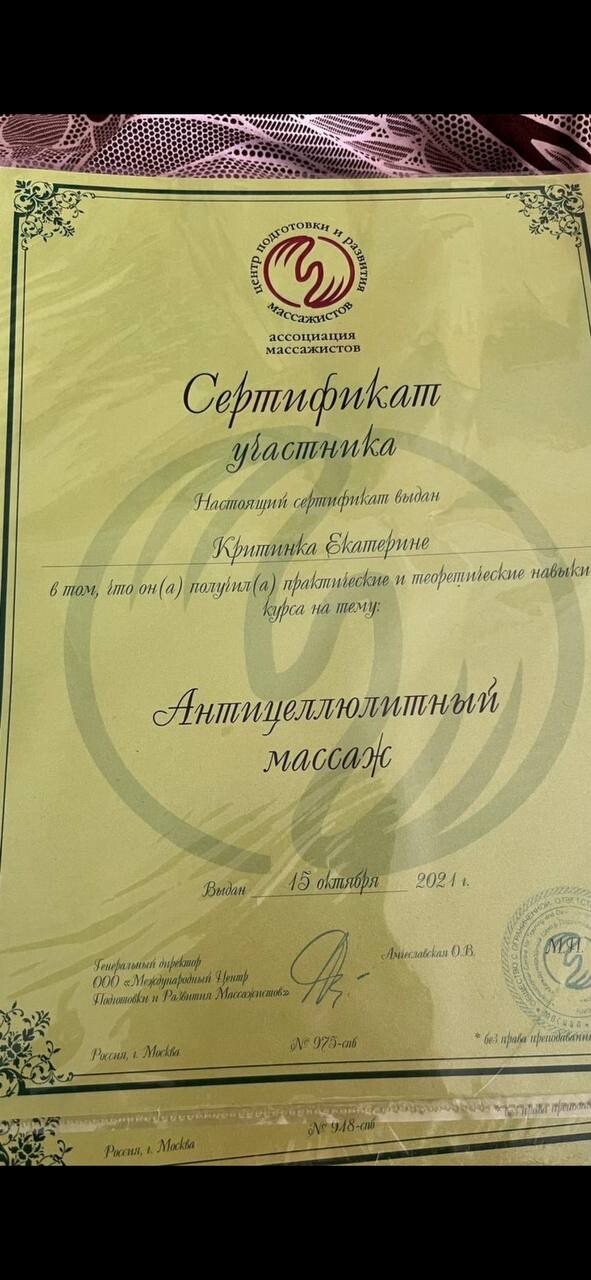 центр подготовки и развития
массажистов
ассоциация
массажистов
Сертификат
участника
Настоящий сертификат выдан
Критинка Екатерине
в том, что он(а) получил(а) практические и теоретические навыки
курса на тему:
Антицеллюлитный
массаж
Выдан 15 октября 2021 г.
Генеральный директор
ООО «Международный Центр
Подготовки и Развития Массажистов»
О.В.
М.П.
Россия, г. Москва
№ 975-спб
* без права преподавания
Россия, г. Москва
№ 948-спб